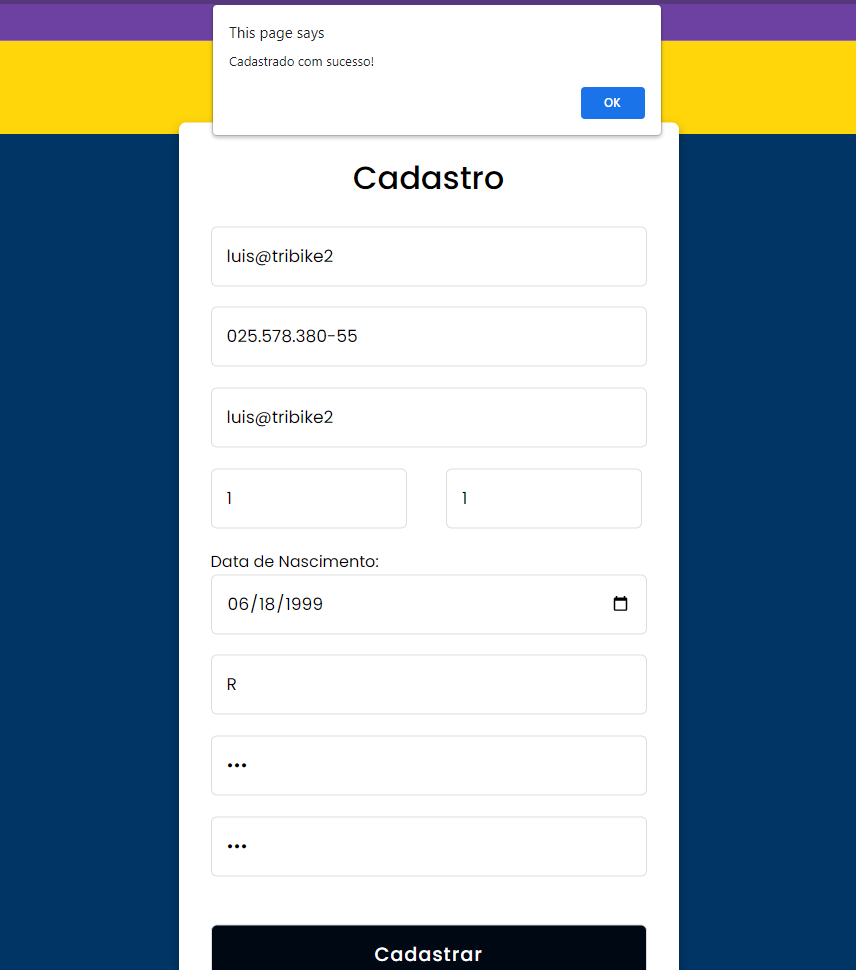 This page says
Cadastrado com sucesso!
OK
Cadastro
luis@tribike2
025.578.380-55
luis@tribike2
1 1
Data de Nascimento:
06/18/1999
R
•••
•••
Cadastrar